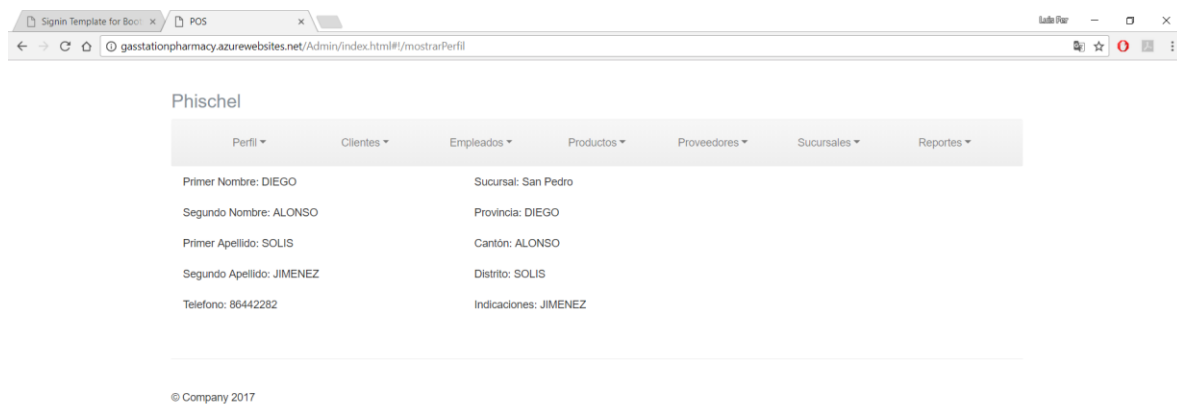 Signin Template for Boot
POS
gasstationpharmacy.azurewebsites.net/Admin/index.html#!/mostrarPerfil
Phischel
Perfil Clientes Empleados Productos Proveedores Sucursales Reportes
Primer Nombre: DIEGO Sucursal: San Pedro
Segundo Nombre: ALONSO Provincia: DIEGO
Primer Apellido: SOLIS Cantón: ALONSO
Segundo Apellido: JIMENEZ Distrito: SOLIS
Telefono: 86442282 Indicaciones: JIMENEZ
© Company 2017